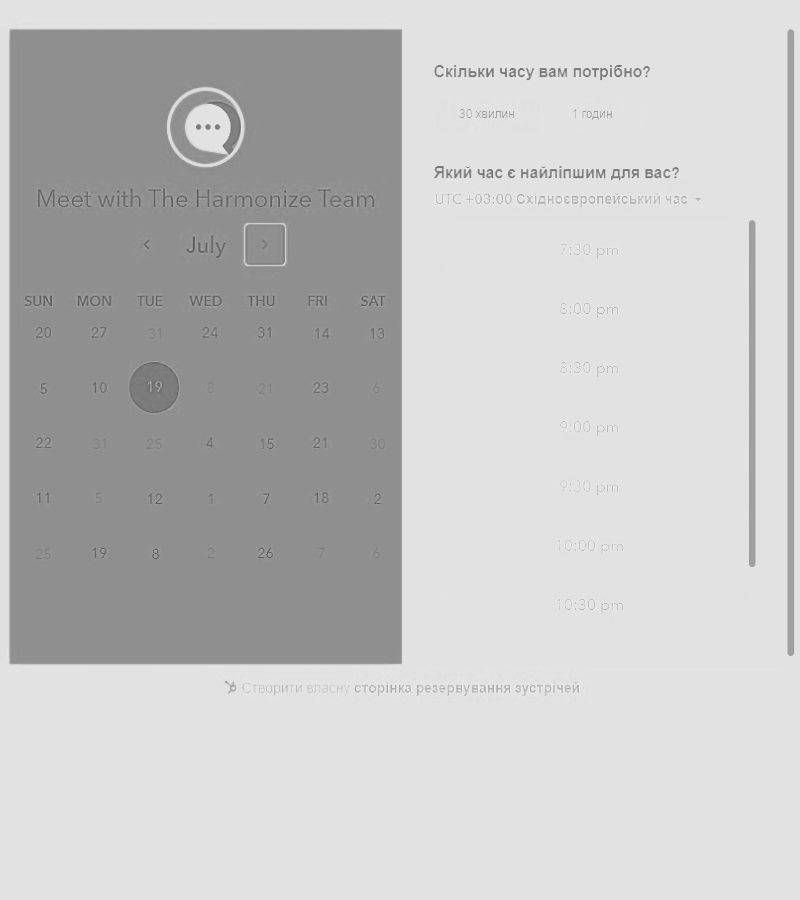 Meet with The Harmonize Team
July
SUN MON TUE WED THU FRI SAT
20 27 31 24 31 14 13
5 10 19 8 21 23 6
22 31 25 4 15 21 30
11 5 12 1 7 18 2
25 19 8 2 26 7 6
Скільки часу вам потрібно?
30 хвилин 1 годин
Який час є найліпшим для вас?
UTC +03:00 Східноєвропейський час
7:30 pm
8:00 pm
8:30 pm
9:00 pm
9:30 pm
10:00 pm
10:30 pm
Створити власну сторінка резервування зустрічей